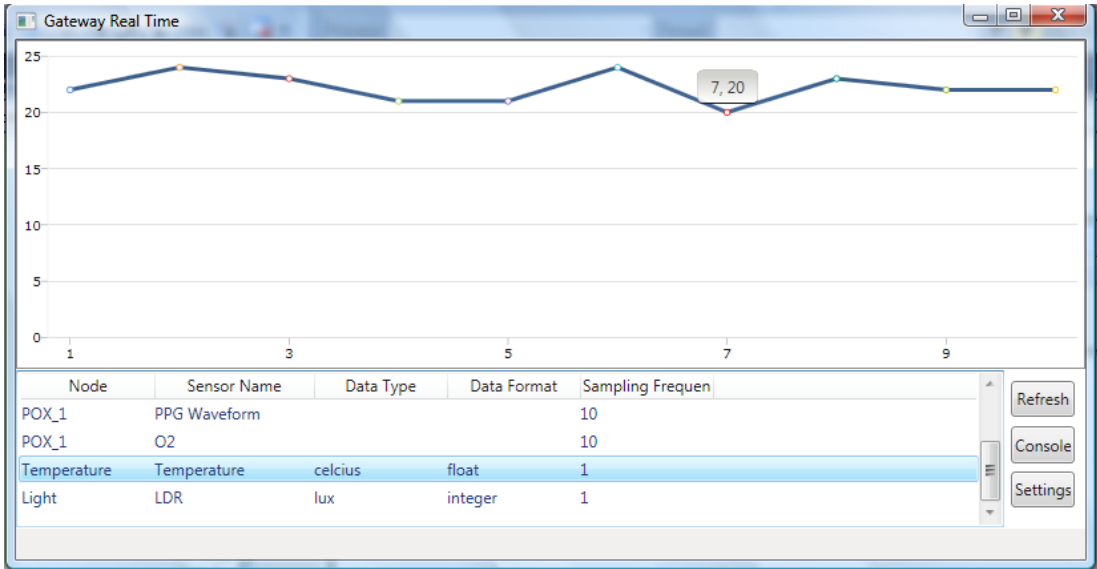 Gateway Real Time
25
20
15
10
5
0
7, 20
1 3 5 7 9
Node Sensor Name Data Type Data Format Sampling Frequen
POX_1 PPG Waveform 10
POX_1 O2 10
Temperature Temperature celcius float 1
Light LDR lux integer 1
Refresh
Console
Settings